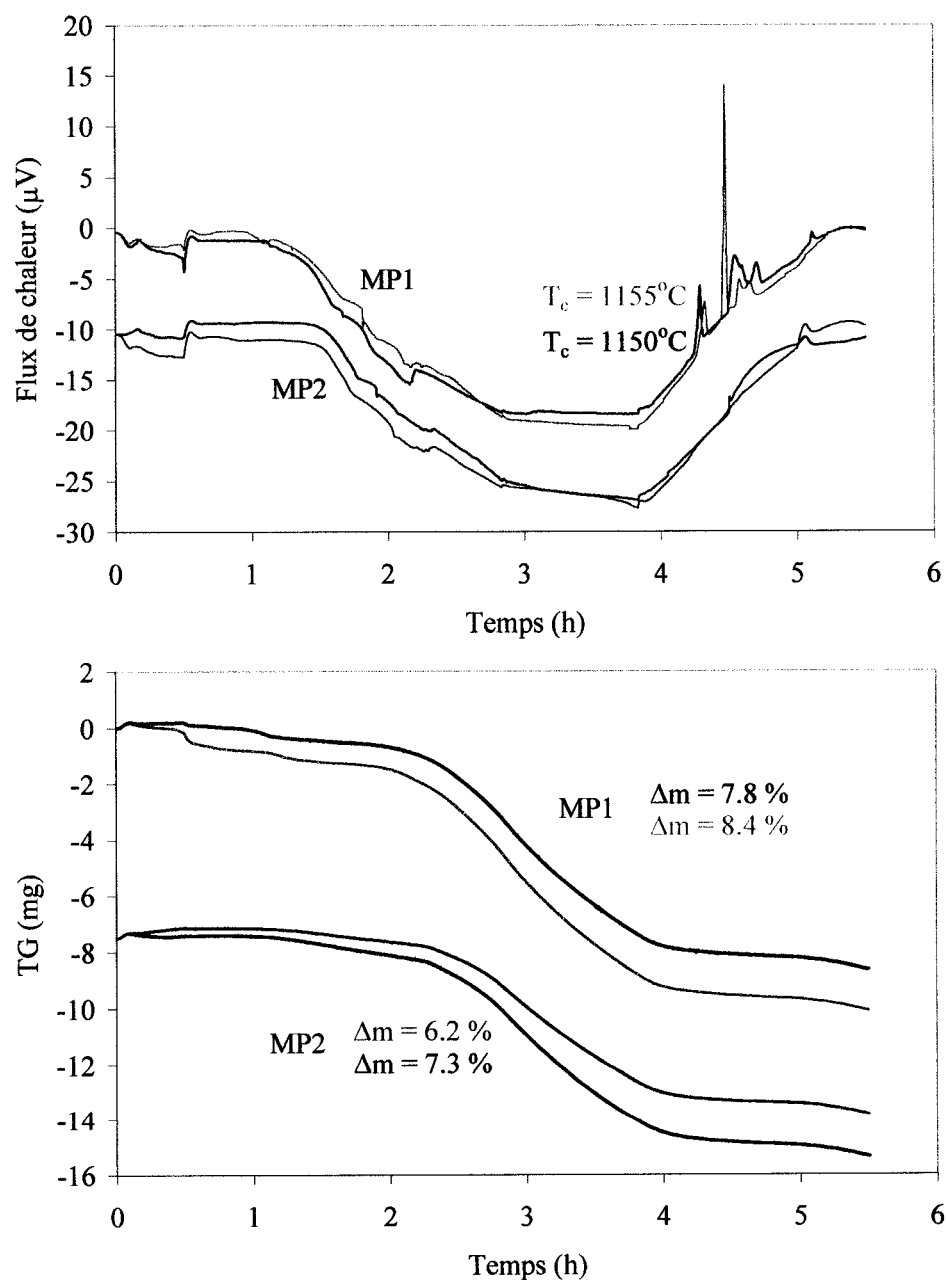 20
15
10
5
0
-5
-10
-15
-20
-25
-30
Flux de chaleur (µV)
MP1
MP2
T_c = 1155°C
T_c = 1150°C
0 1 2 3 4 5 6
Temps (h)
2
0
-2
-4
-6
-8
-10
-12
-14
-16
TG (mg)
MP1
Δm = 7.8 %
Δm = 8.4 %
MP2
Δm = 6.2 %
Δm = 7.3 %
0 1 2 3 4 5 6
Temps (h)